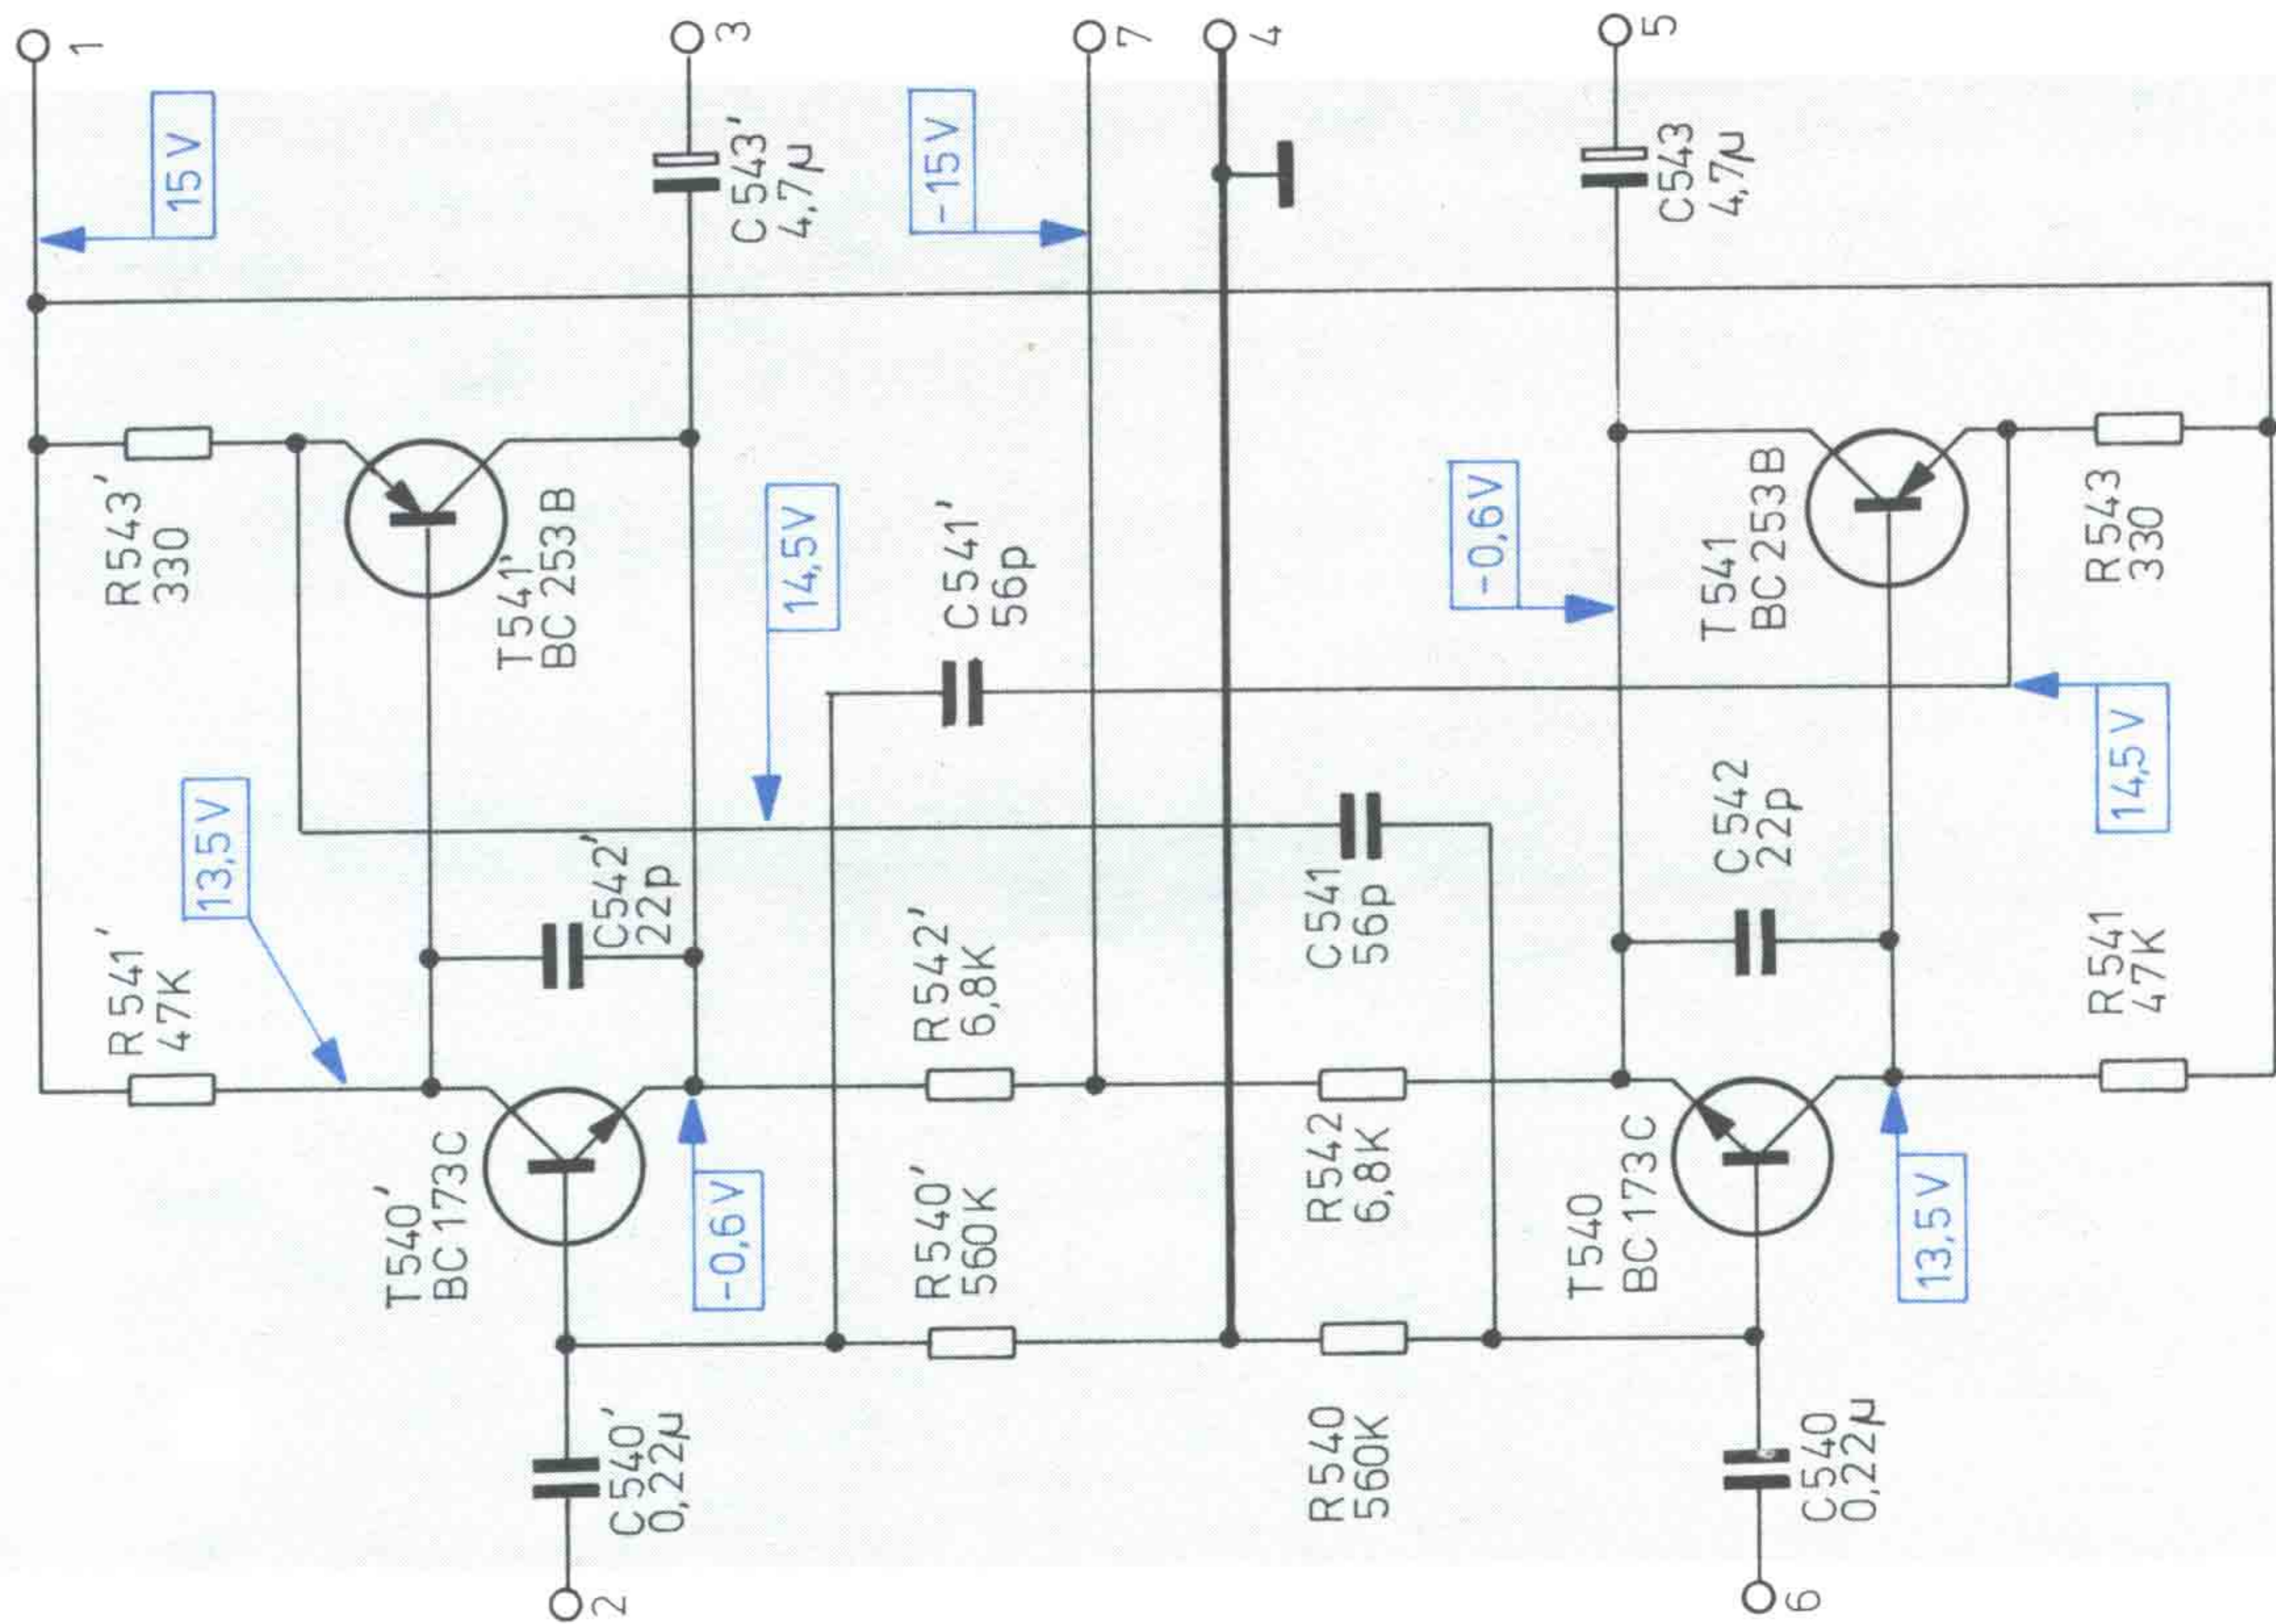 1
15 V
3
C543'
4,7µ
-15V
7
4
5
C543
4,7µ
R543'
330
T541'
BC 253 B
14,5V
C541'
56p
-0,6V
T541
BC 253 B
R543
330
13,5V
R541'
47K
C542'
22p
R542'
6,8K
C541
56p
C542
22p
14,5V
R541
47K
T540'
BC 173 C
-0,6V
R540'
560K
R542
6,8K
T540
BC 173 C
13,5V
C540'
0,22µ
R540
560K
C540
0,22µ
2
6